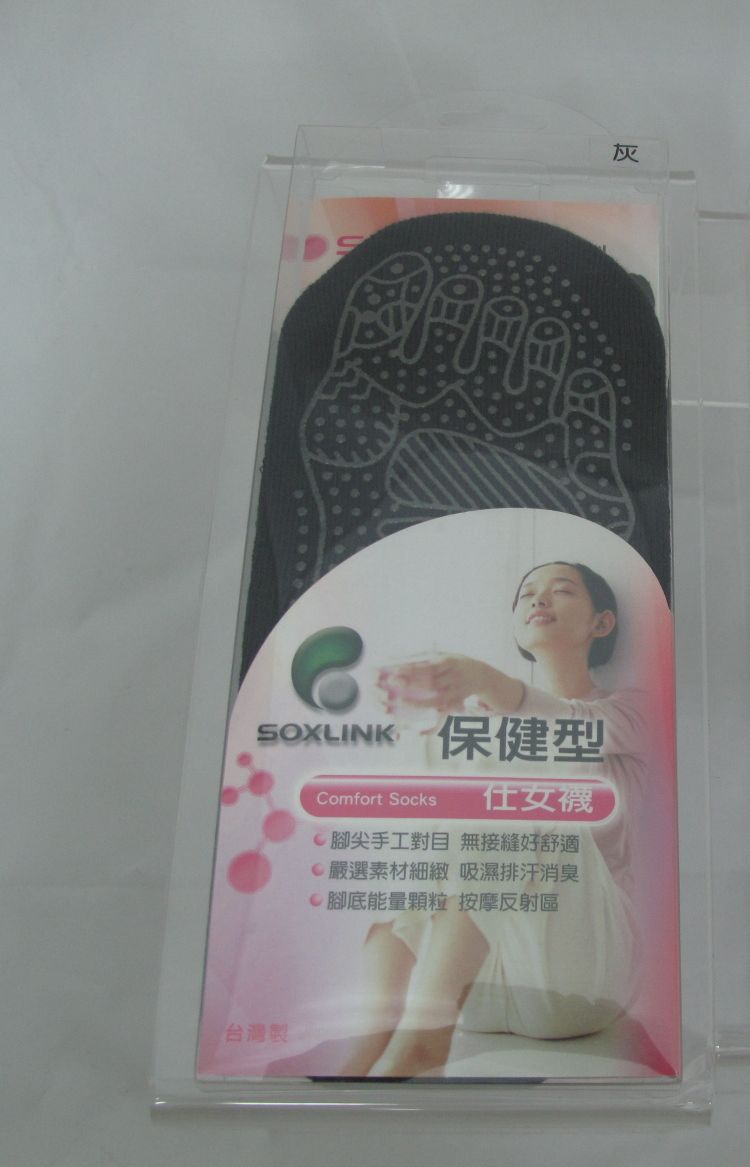 灰
SOXLINK
保健型
Comfort Socks 仕女襪
腳尖手工對目 無接縫好舒適
嚴選素材細緻 吸濕排汗消臭
腳底能量顆粒 按摩反射區
台灣製